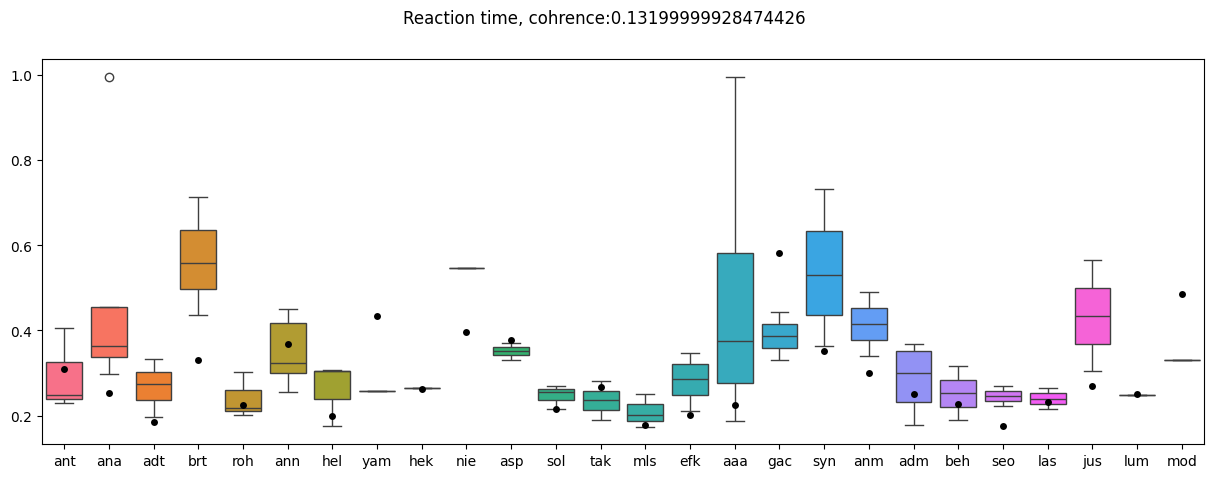 Reaction time, cohrence:0.13199999928474426
1.0
0.8
0.6
0.4
0.2
ant ana adt brt roh ann hel yam hek nie asp sol tak mls efk aaa gac syn anm adm beh seo las jus lum mod